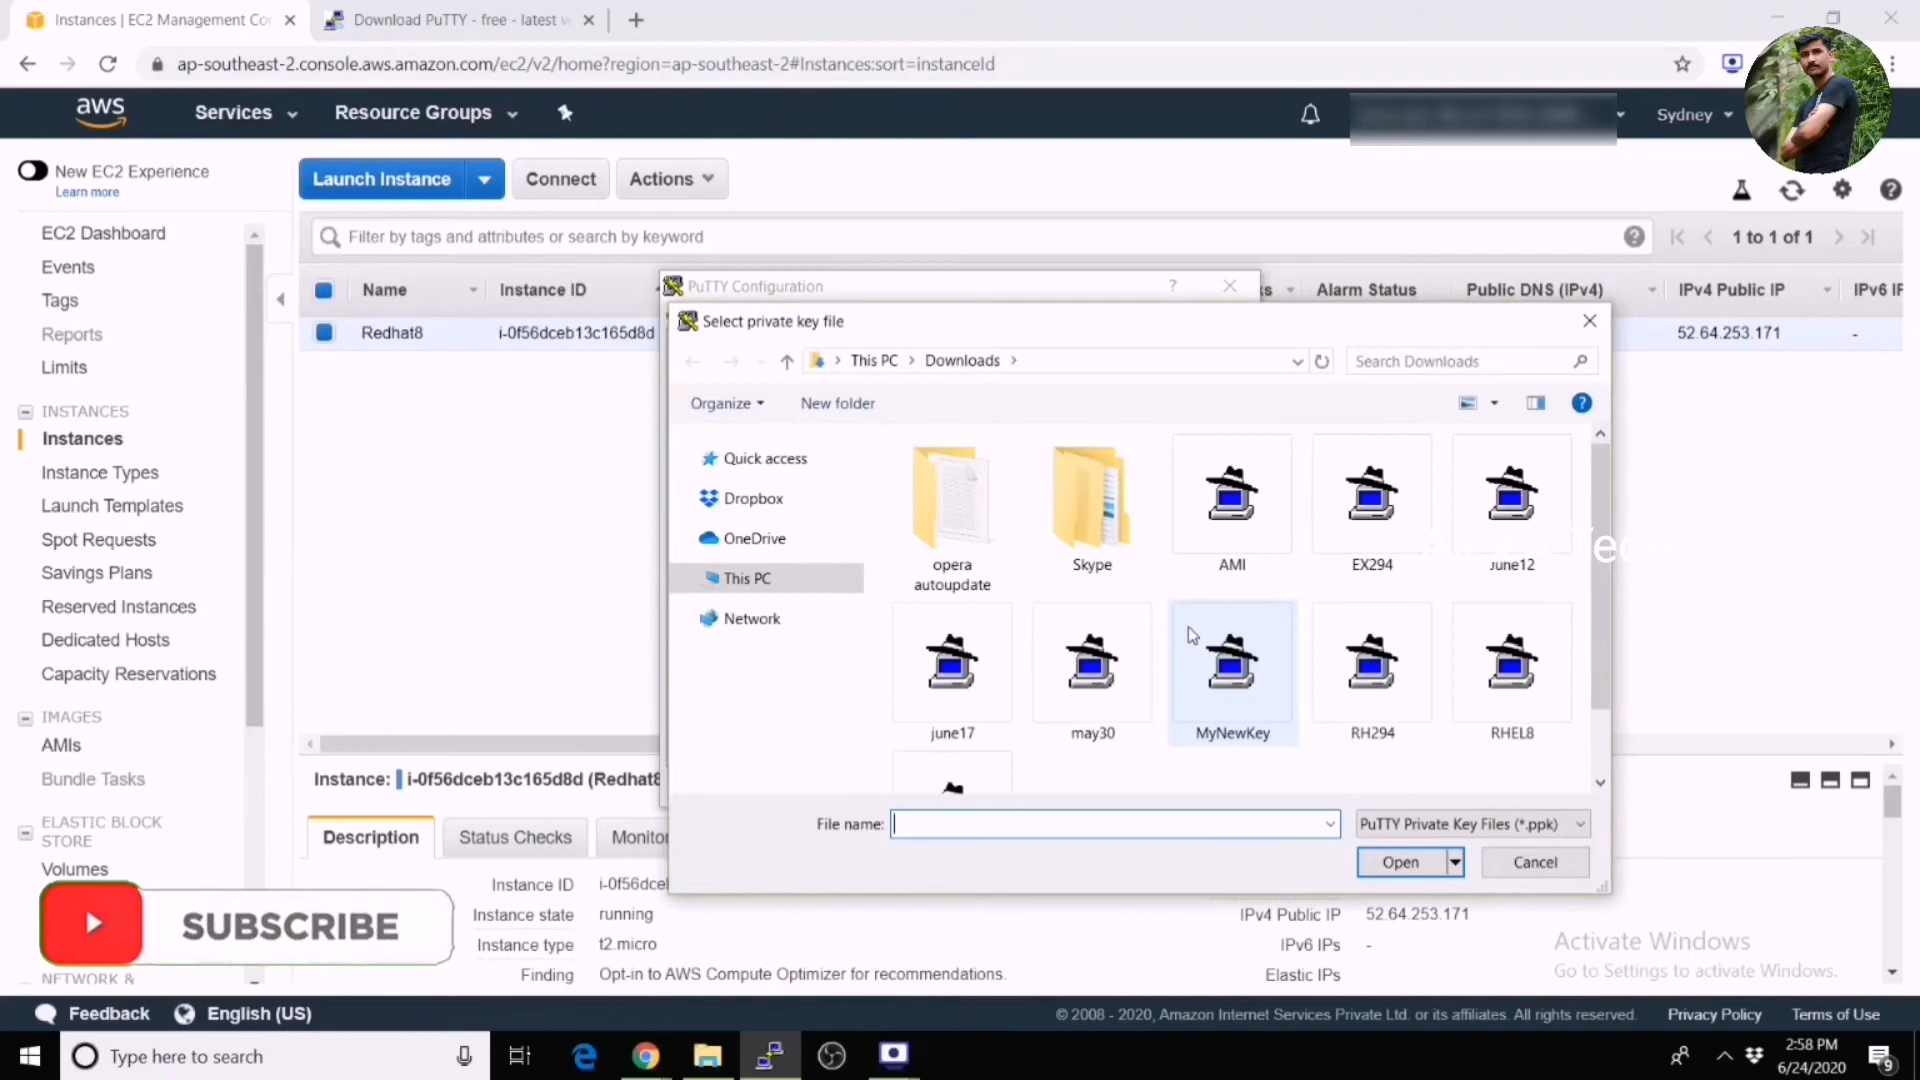 Instances | EC2 Management Co
Download PuTTY - free - latest v
ap-southeast-2.console.aws.amazon.com/ec2/v2/home?region=ap-southeast-2#Instances:sort=instanceId
aws
Services
Resource Groups
Sydney
New EC2 Experience
Learn more
Launch Instance
Connect
Actions
EC2 Dashboard
Events
Tags
Reports
Limits
INSTANCES
Instances
Instance Types
Launch Templates
Spot Requests
Savings Plans
Reserved Instances
Dedicated Hosts
Capacity Reservations
IMAGES
AMIs
Bundle Tasks
ELASTIC BLOCK
STORE
Volumes
NETWORK &
Filter by tags and attributes or search by keyword
1 to 1 of 1
Name
Instance ID
Alarm Status
Public DNS (IPv4)
IPv4 Public IP
IPv6 IP
Redhat8
i-0f56dceb13c165d8d
52.64.253.171
-
PuTTY Configuration
?
Select private key file
This PC
Downloads
Search Downloads
Organize
New folder
Quick access
Dropbox
OneDrive
This PC
Network
opera
autoupdate
Skype
AMI
EX294
June12
june17
may30
MyNewKey
RH294
RHEL8
File name:
PuTTY Private Key Files (*.ppk)
Open
Cancel
Instance:
i-0f56dceb13c165d8d (Redhat8
Description
Status Checks
Monitor
Instance ID
i-0f56dceb
Instance state
running
Instance type
t2.micro
Finding
Opt-in to AWS Compute Optimizer for recommendations.
IPv4 Public IP
52.64.253.171
IPv6 IPs
-
Elastic IPs
Activate Windows
Go to Settings to activate Windows.
SUBSCRIBE
Feedback
English (US)
© 2008 - 2020, Amazon Internet Services Private Ltd. or its affiliates. All rights reserved.
Privacy Policy
Terms of Use
Type here to search
2:58 PM
6/24/2020
9